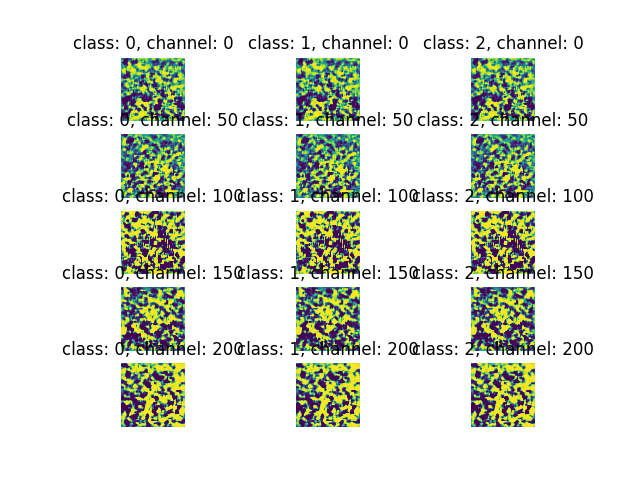 class: 0, channel: 0
class: 1, channel: 0
class: 2, channel: 0
class: 0, channel: 50
class: 1, channel: 50
class: 2, channel: 50
class: 0, channel: 100
class: 1, channel: 100
class: 2, channel: 100
class: 0, channel: 150
class: 1, channel: 150
class: 2, channel: 150
class: 0, channel: 200
class: 1, channel: 200
class: 2, channel: 200